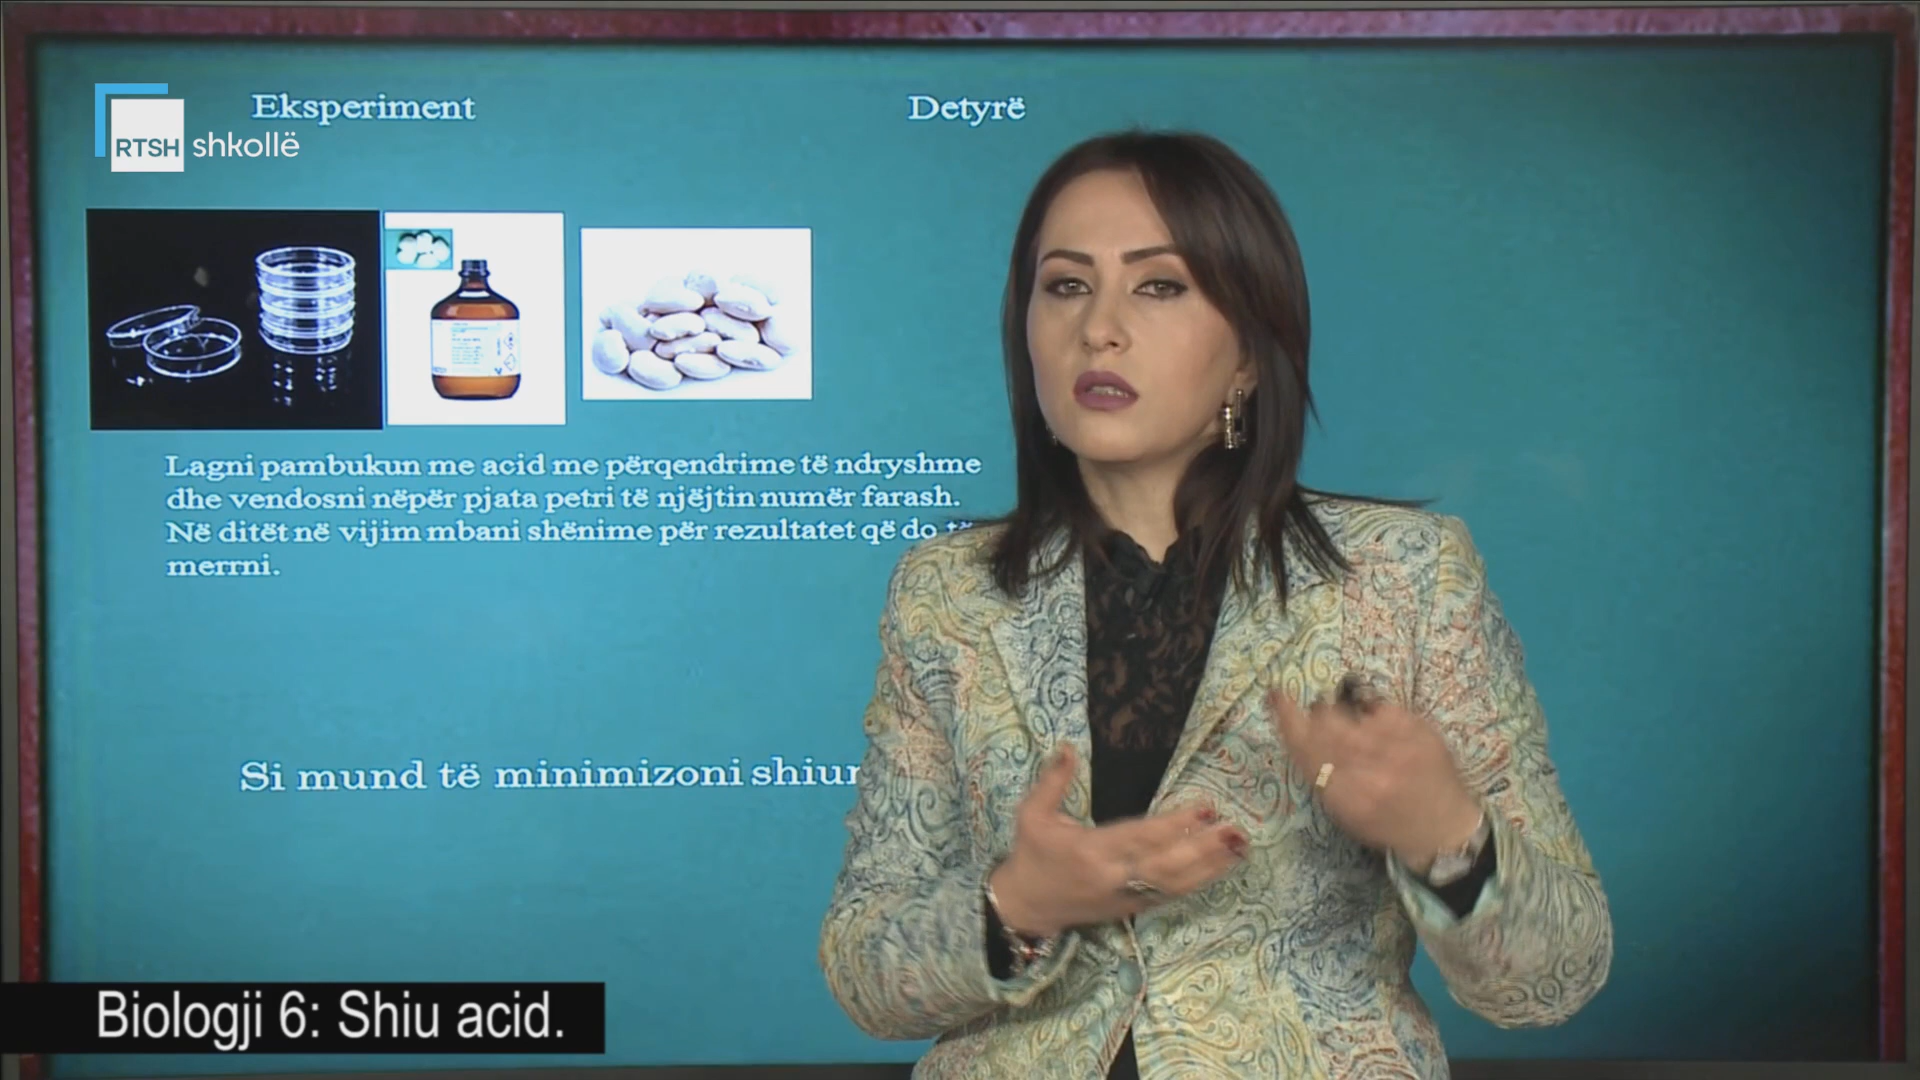 Eksperiment
Detyrë
RTSH shkollë
Lagni pambukun me acid me përqendrime të ndryshme
dhe vendosni nëpër pjata petri të njëjtin numër farash.
Në ditët në vijim mbani shënime për rezultatet që do të
merrni.
Si mund të minimizoni
Biologji 6: Shiu acid.